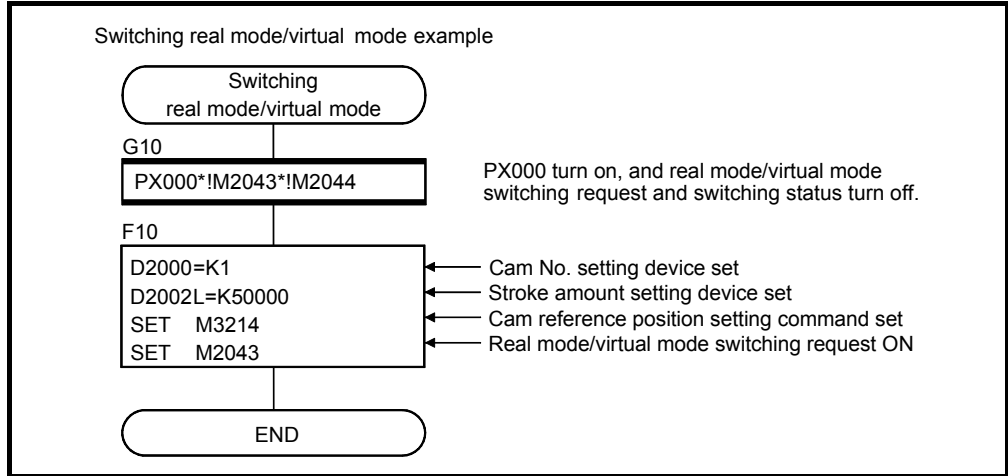 Switching real mode/virtual mode example
Switching
real mode/virtual mode
G10
PX000*!M2043*!M2044
PX000 turn on, and real mode/virtual mode
switching request and switching status turn off.
F10
D2000=K1
Cam No. setting device set
D2002L=K50000
Stroke amount setting device set
SET M3214
Cam reference position setting command set
SET M2043
Real mode/virtual mode switching request ON
END